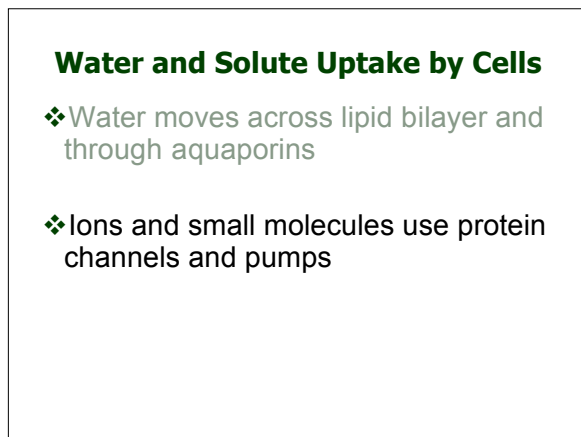 Water and Solute Uptake by Cells
❖Water moves across lipid bilayer and
through aquaporins
❖Ions and small molecules use protein
channels and pumps